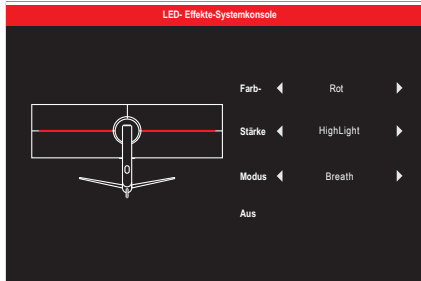 LED- Effekte-Systemkonsole
Farb- Rot
Stärke HighLight
Modus Breath
Aus